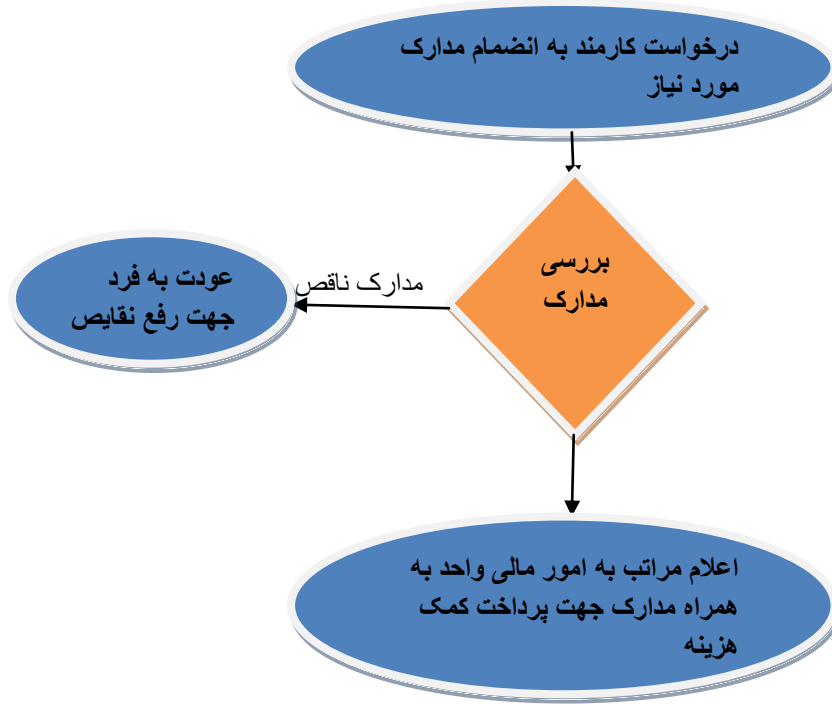 درخواست کارمند به انضمام مدارک
مورد نیاز
بررسی
مدارک
مدارک ناقص
عودت به فرد
جهت رفع نقایص
اعلام مراتب به امور مالی واحد به
همراه مدارک جهت پرداخت کمک
هزینه